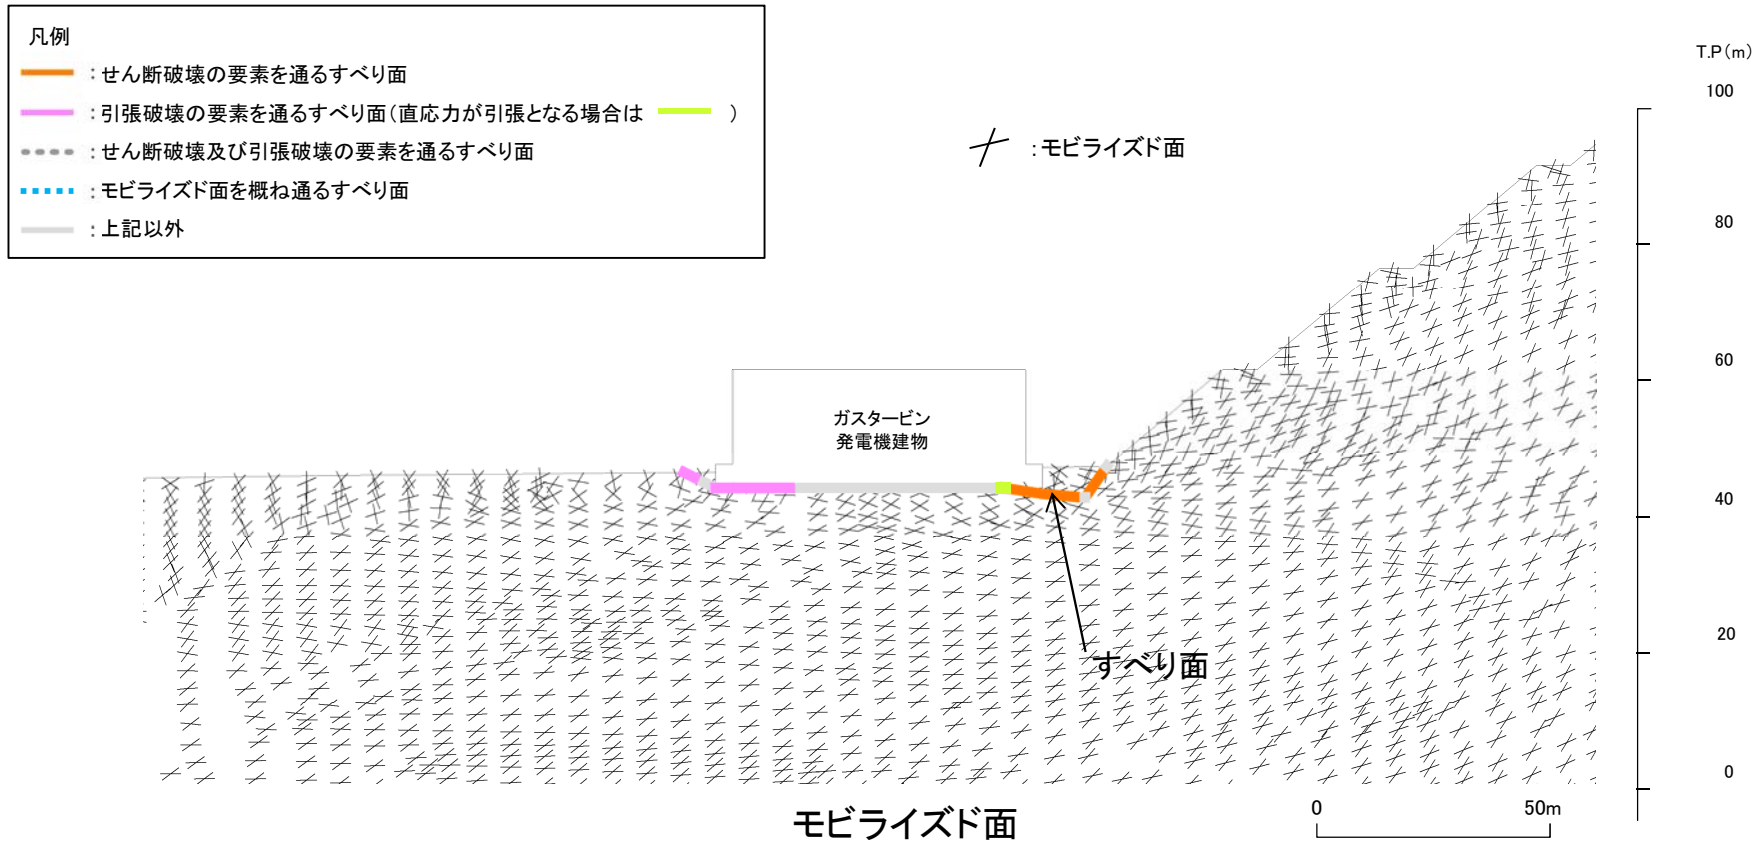 凡例
：せん断破壊の要素を通るすべり面
：引張破壊の要素を通るすべり面（直応力が引張となる場合は ）
：せん断破壊及び引張破壊の要素を通るすべり面
：モビライズド面を概ね通るすべり面
：上記以外
：モビライズド面
T.P（m）
100
80
60
40
20
0
ガスタービン
発電機建物
すべり面
モビライズド面
0 50m